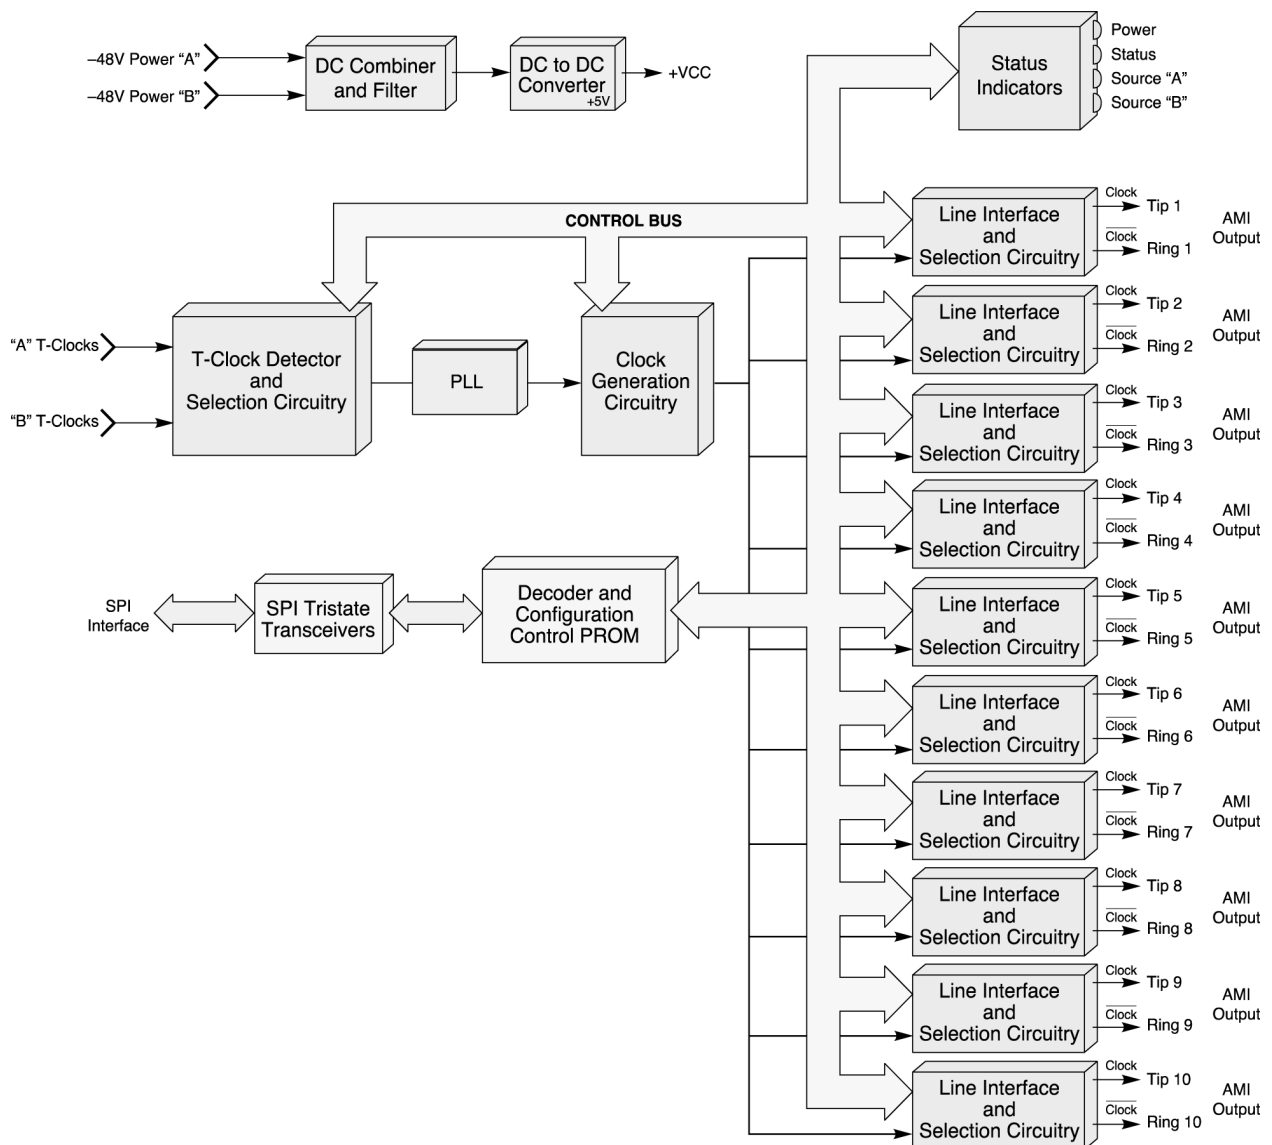 –48V Power “A”
–48V Power “B”
DC Combiner
and Filter
DC to DC
Converter
+5V
+VCC
Status
Indicators
Power
Status
Source “A”
Source “B”
CONTROL BUS
“A” T-Clocks
“B” T-Clocks
T-Clock Detector
and
Selection Circuitry
PLL
Clock
Generation
Circuitry
SPI
Interface
SPI Tristate
Transceivers
Decoder and
Configuration
Control PROM
Line Interface
and
Selection Circuitry
Clock
Tip 1
Clock
Ring 1
AMI
Output
Line Interface
and
Selection Circuitry
Clock
Tip 2
Clock
Ring 2
AMI
Output
Line Interface
and
Selection Circuitry
Clock
Tip 3
Clock
Ring 3
AMI
Output
Line Interface
and
Selection Circuitry
Clock
Tip 4
Clock
Ring 4
AMI
Output
Line Interface
and
Selection Circuitry
Clock
Tip 5
Clock
Ring 5
AMI
Output
Line Interface
and
Selection Circuitry
Clock
Tip 6
Clock
Ring 6
AMI
Output
Line Interface
and
Selection Circuitry
Clock
Tip 7
Clock
Ring 7
AMI
Output
Line Interface
and
Selection Circuitry
Clock
Tip 8
Clock
Ring 8
AMI
Output
Line Interface
and
Selection Circuitry
Clock
Tip 9
Clock
Ring 9
AMI
Output
Line Interface
and
Selection Circuitry
Clock
Tip 10
Clock
Ring 10
AMI
Output